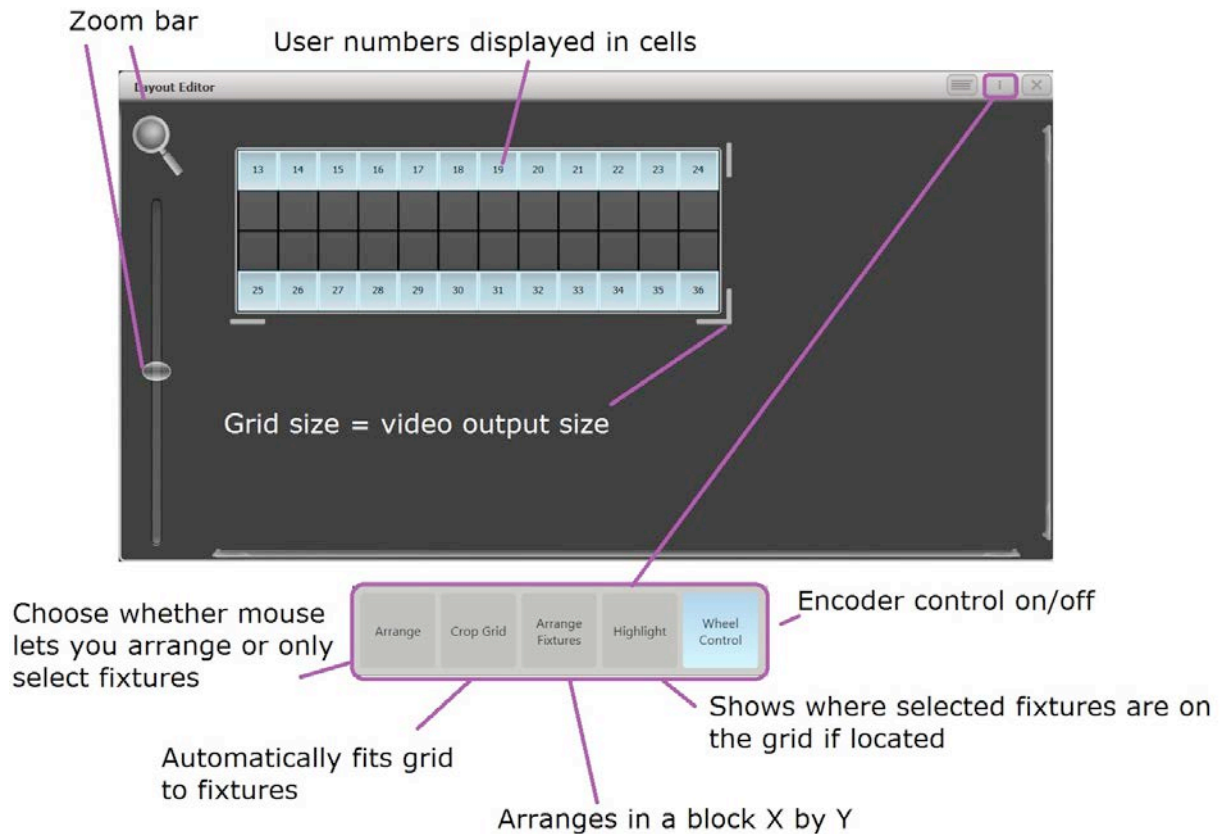 Zoom bar
User numbers displayed in cells
Layout Editor
i
13 14 15 16 17 18 19 20 21 22 23 24
25 26 27 28 29 30 31 32 33 34 35 36
Grid size = video output size
Choose whether mouse
lets you arrange or only
select fixtures
Arrange
Crop Grid
Arrange
Fixtures
Highlight
Wheel
Control
Encoder control on/off
Shows where selected fixtures are on
the grid if located
Automatically fits grid
to fixtures
Arranges in a block X by Y